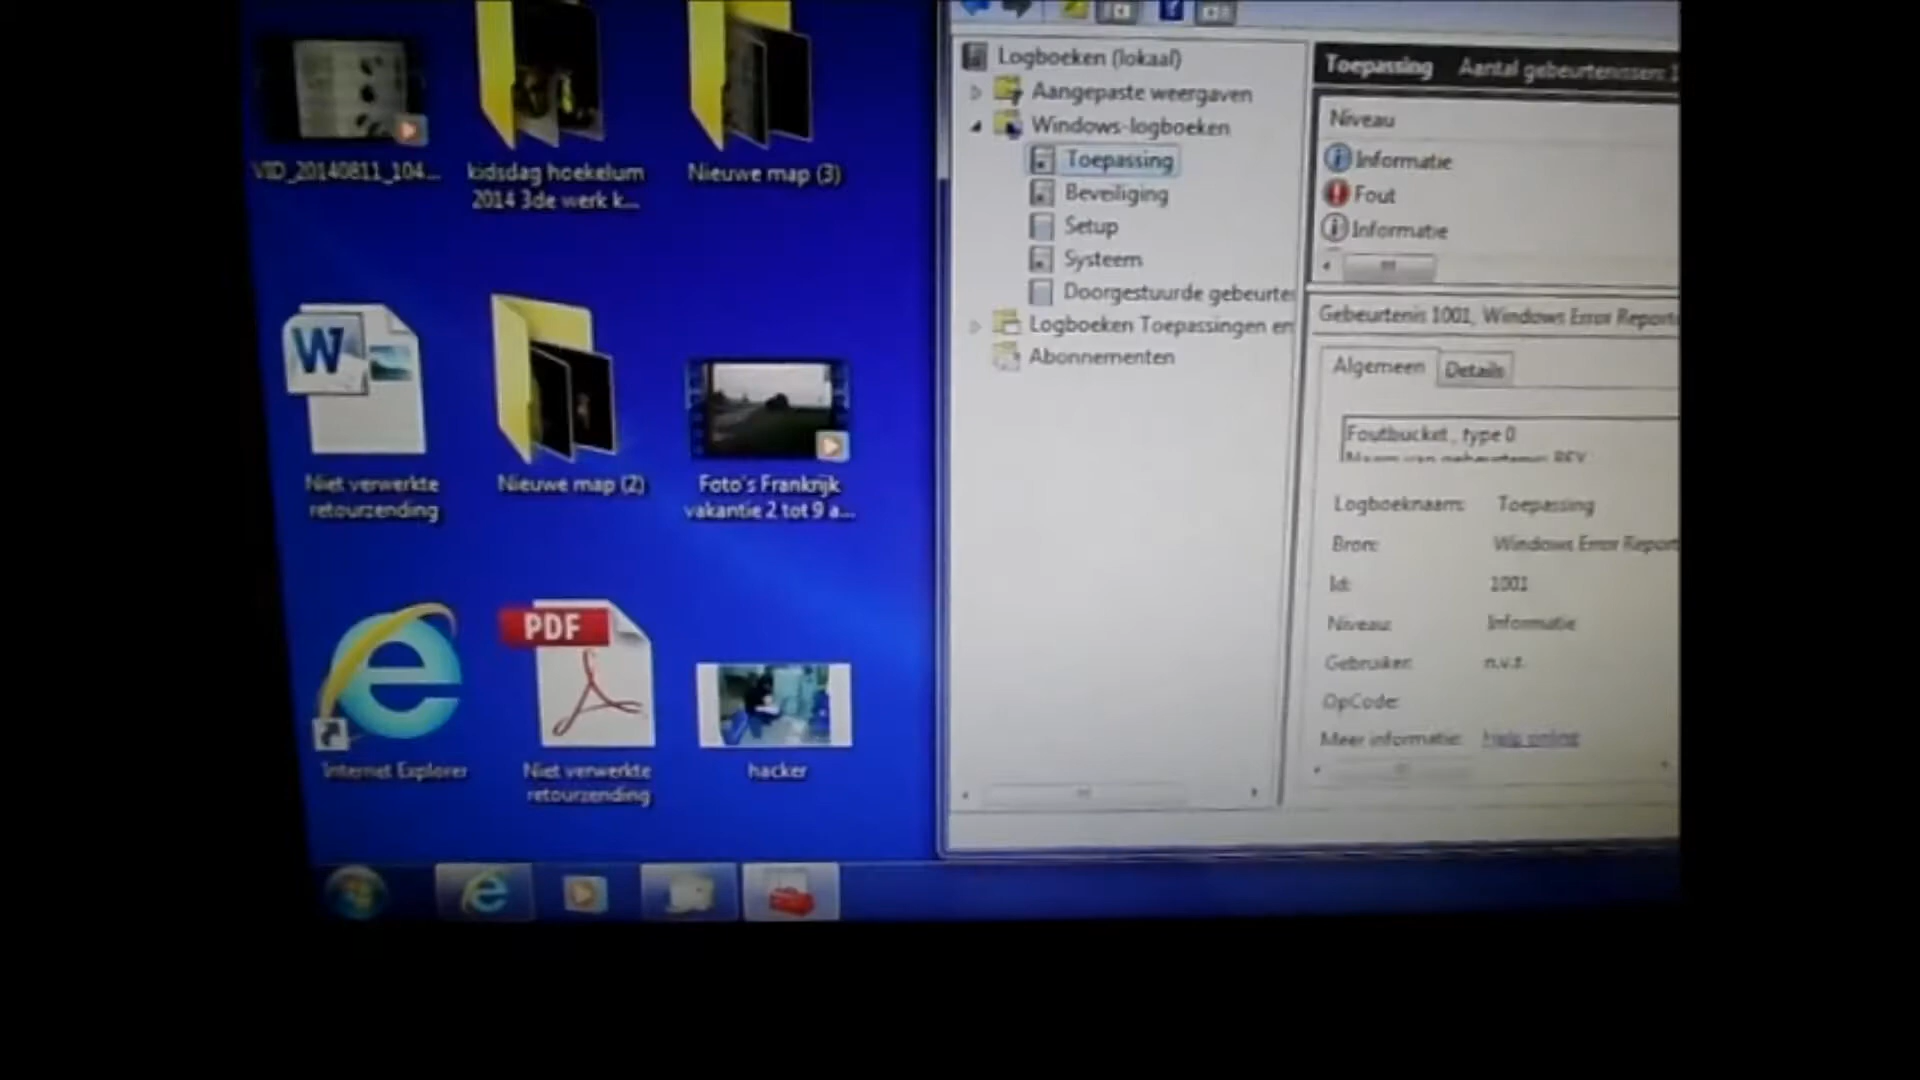 VID_20140811_104...
kidsdag hoekelum
2014 3de werk k...
Nieuwe map (3)
W
Niet verwerkte
retourzending
Nieuwe map (2)
Foto's Frankrijk
vakantie 2 tot 9 a...
Internet Explorer
PDF
Niet verwerkte
retourzending
hacker
Logboeken (lokaal)
Aangepaste weergaven
Windows-logboeken
Toepassing
Beveiliging
Setup
Systeem
Doorgestuurde gebeurte
Logboeken Toepassingen en
Abonnementen
Toepassing Aantal gebeurtenissen: 1
Niveau
Informatie
Fout
Informatie
Gebeurtenis 1001, Windows Error Report
Algemeen Details
Foutbucket , type 0
Logboeknaam: Toepassing
Bron: Windows Error Report
Id: 1001
Niveau: Informatie
Gebruiker: n.v.t.
OpCode:
Meer informatie: Help online